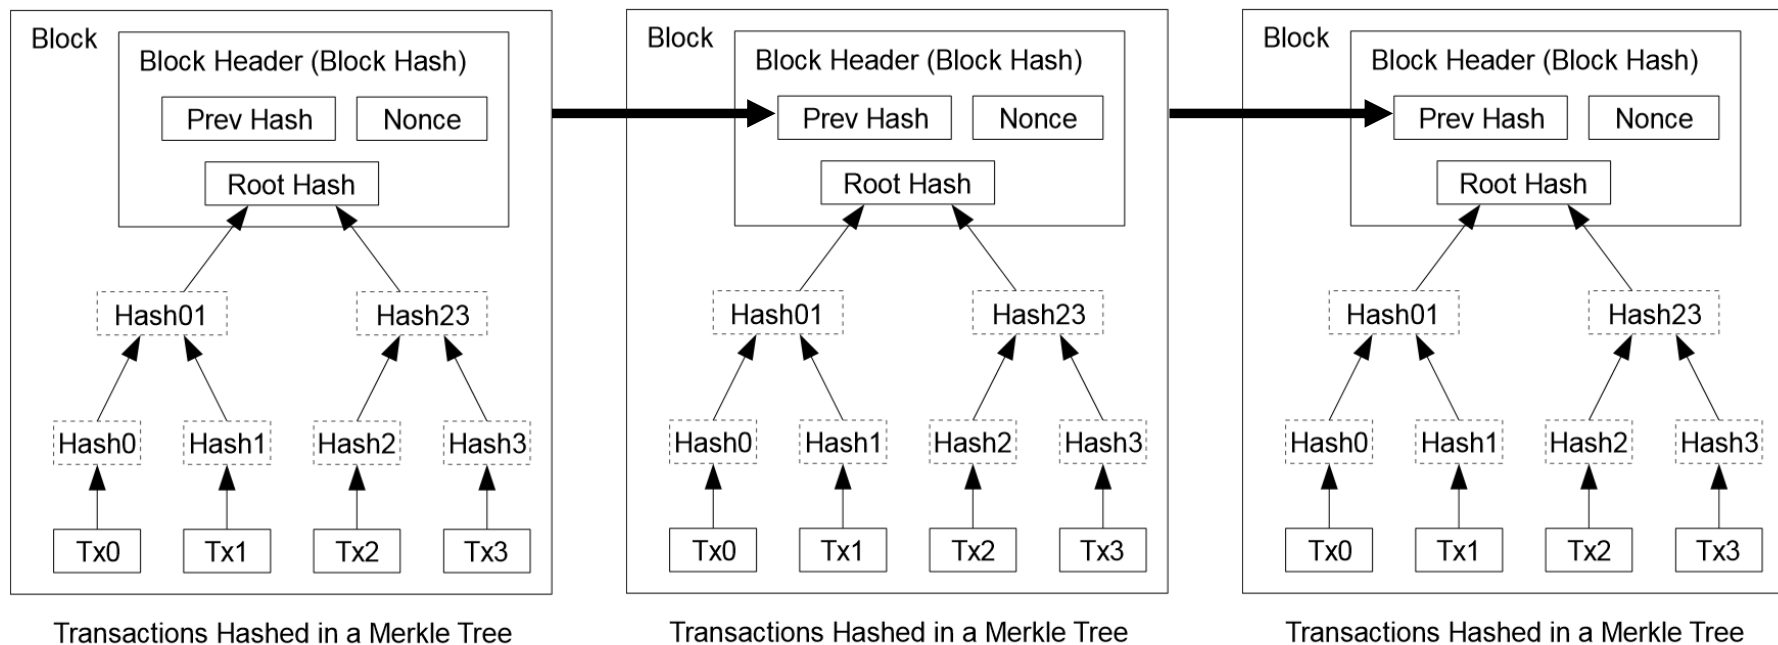 Block
Block Header (Block Hash)
Prev Hash
Nonce
Root Hash
Hash01
Hash23
Hash0
Hash1
Hash2
Hash3
Tx0
Tx1
Tx2
Tx3
Transactions Hashed in a Merkle Tree
Block
Block Header (Block Hash)
Prev Hash
Nonce
Root Hash
Hash01
Hash23
Hash0
Hash1
Hash2
Hash3
Tx0
Tx1
Tx2
Tx3
Transactions Hashed in a Merkle Tree
Block
Block Header (Block Hash)
Prev Hash
Nonce
Root Hash
Hash01
Hash23
Hash0
Hash1
Hash2
Hash3
Tx0
Tx1
Tx2
Tx3
Transactions Hashed in a Merkle Tree